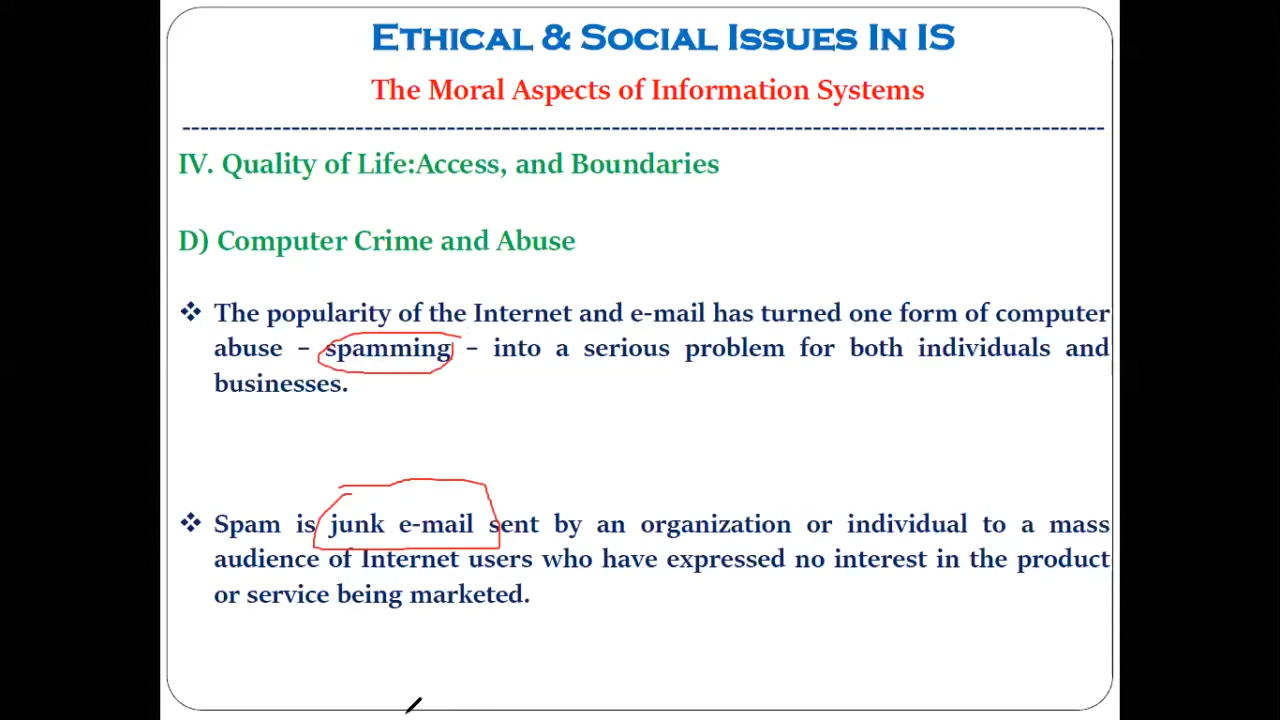 ETHICAL & SOCIAL ISSUES IN IS
The Moral Aspects of Information Systems
IV. Quality of Life:Access, and Boundaries
D) Computer Crime and Abuse
❖ The popularity of the Internet and e-mail has turned one form of computer
abuse – spamming – into a serious problem for both individuals and
businesses.
❖ Spam is junk e-mail sent by an organization or individual to a mass
audience of Internet users who have expressed no interest in the product
or service being marketed.